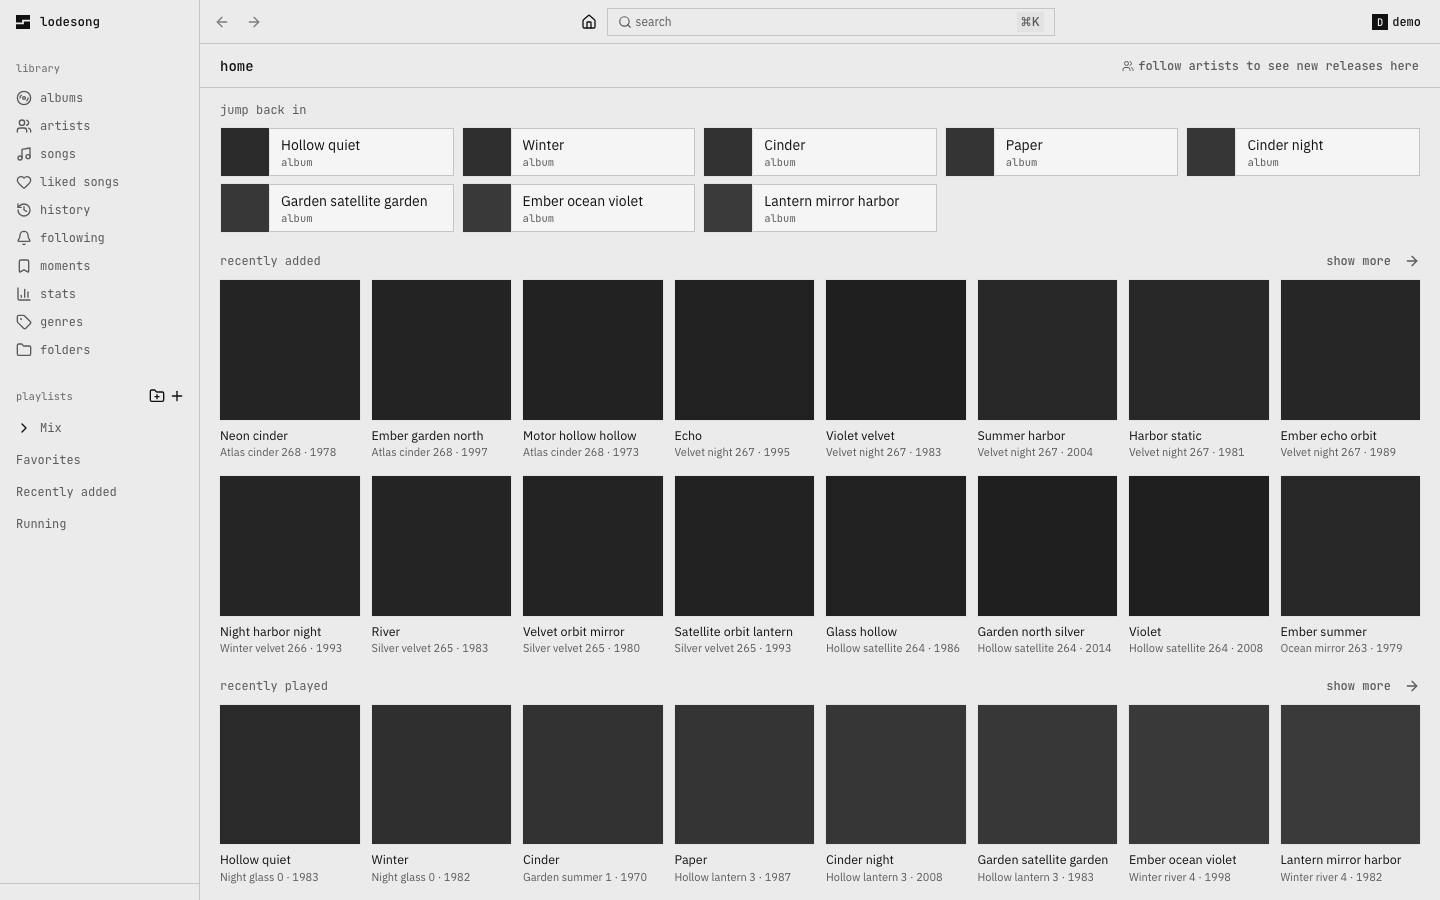 lodesong
search
⌘K
D demo
library
albums
artists
songs
liked songs
history
following
moments
stats
genres
folders
playlists
Mix
Favorites
Recently added
Running
home
follow artists to see new releases here
jump back in
Hollow quiet
album
Winter
album
Cinder
album
Paper
album
Cinder night
album
Garden satellite garden
album
Ember ocean violet
album
Lantern mirror harbor
album
recently added
show more
Neon cinder
Atlas cinder 268 · 1978
Ember garden north
Atlas cinder 268 · 1997
Motor hollow hollow
Atlas cinder 268 · 1973
Echo
Velvet night 267 · 1995
Violet velvet
Velvet night 267 · 1983
Summer harbor
Velvet night 267 · 2004
Harbor static
Velvet night 267 · 1981
Ember echo orbit
Velvet night 267 · 1989
Night harbor night
Winter velvet 266 · 1993
River
Silver velvet 265 · 1983
Velvet orbit mirror
Silver velvet 265 · 1980
Satellite orbit lantern
Silver velvet 265 · 1993
Glass hollow
Hollow satellite 264 · 1986
Garden north silver
Hollow satellite 264 · 2014
Violet
Hollow satellite 264 · 2008
Ember summer
Ocean mirror 263 · 1979
recently played
show more
Hollow quiet
Night glass 0 · 1983
Winter
Night glass 0 · 1982
Cinder
Garden summer 1 · 1970
Paper
Hollow lantern 3 · 1987
Cinder night
Hollow lantern 3 · 2008
Garden satellite garden
Hollow lantern 3 · 1983
Ember ocean violet
Winter river 4 · 1998
Lantern mirror harbor
Winter river 4 · 1982